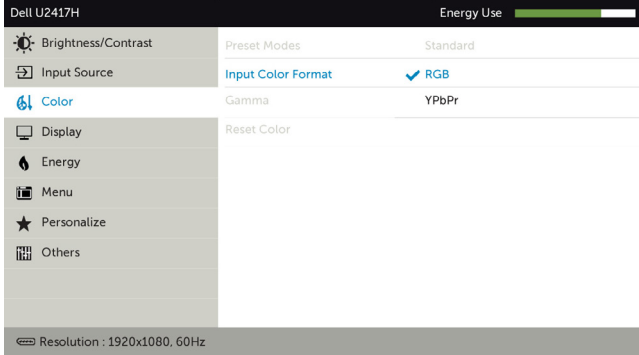 Dell U2417H Energy Use
Brightness/Contrast Preset Modes Standard
Input Source Input Color Format RGB
Color Gamma YPbPr
Display Reset Color
Energy
Menu
Personalize
Others
Resolution : 1920x1080, 60Hz